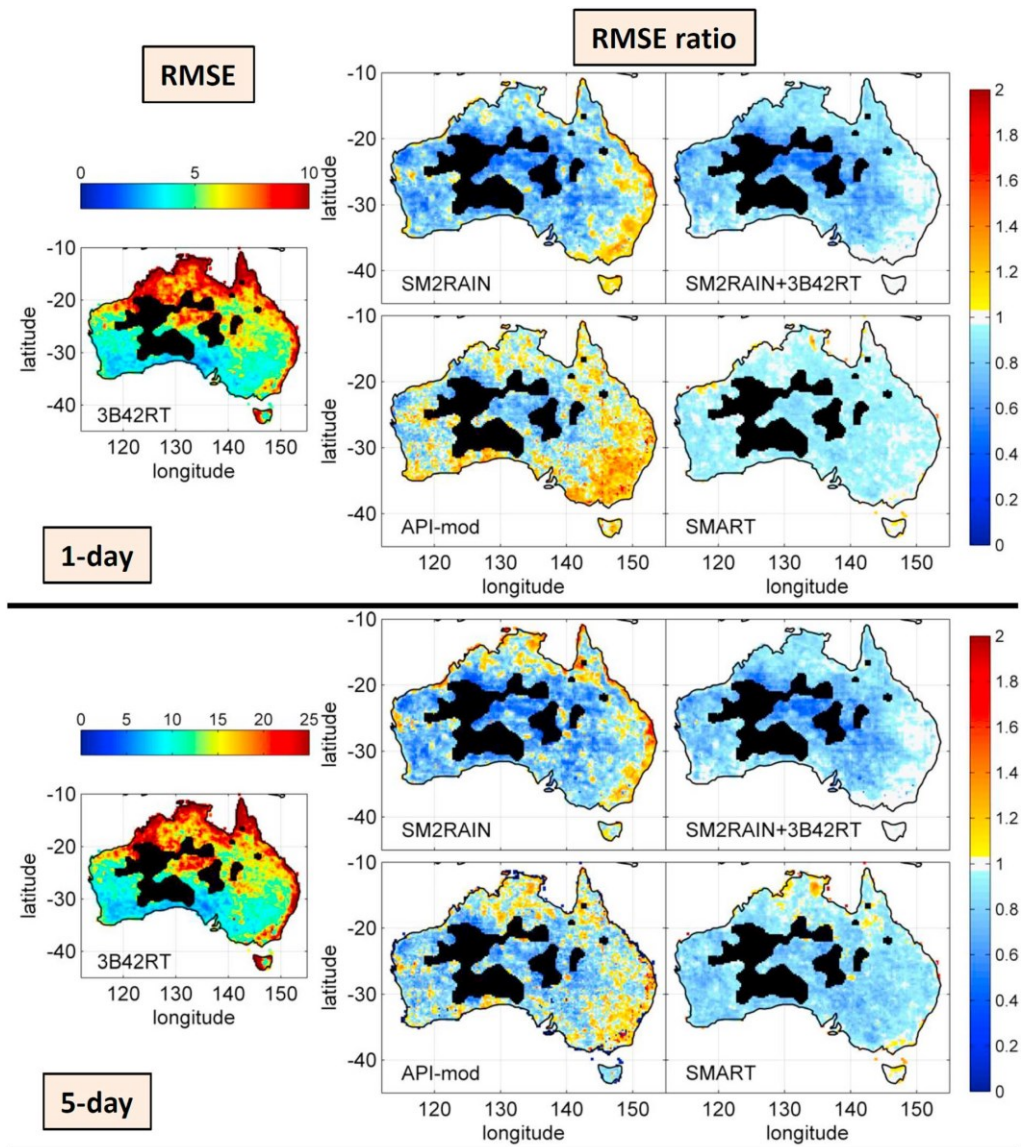 RMSE
RMSE ratio
0 5 10
-10
-20
-30
-40
latitude
3B42RT
120 130 140 150
longitude
1-day
-10
-20
-30
-40
latitude
SM2RAIN
SM2RAIN+3B42RT
-10
-20
-30
-40
latitude
API-mod
SMART
120 130 140 150
longitude
120 130 140 150
longitude
2
1.8
1.6
1.4
1.2
1
0.8
0.6
0.4
0.2
0
0 5 10 15 20 25
-10
-20
-30
-40
latitude
3B42RT
120 130 140 150
longitude
5-day
-10
-20
-30
-40
latitude
SM2RAIN
SM2RAIN+3B42RT
-10
-20
-30
-40
latitude
API-mod
SMART
120 130 140 150
longitude
120 130 140 150
longitude
2
1.8
1.6
1.4
1.2
1
0.8
0.6
0.4
0.2
0